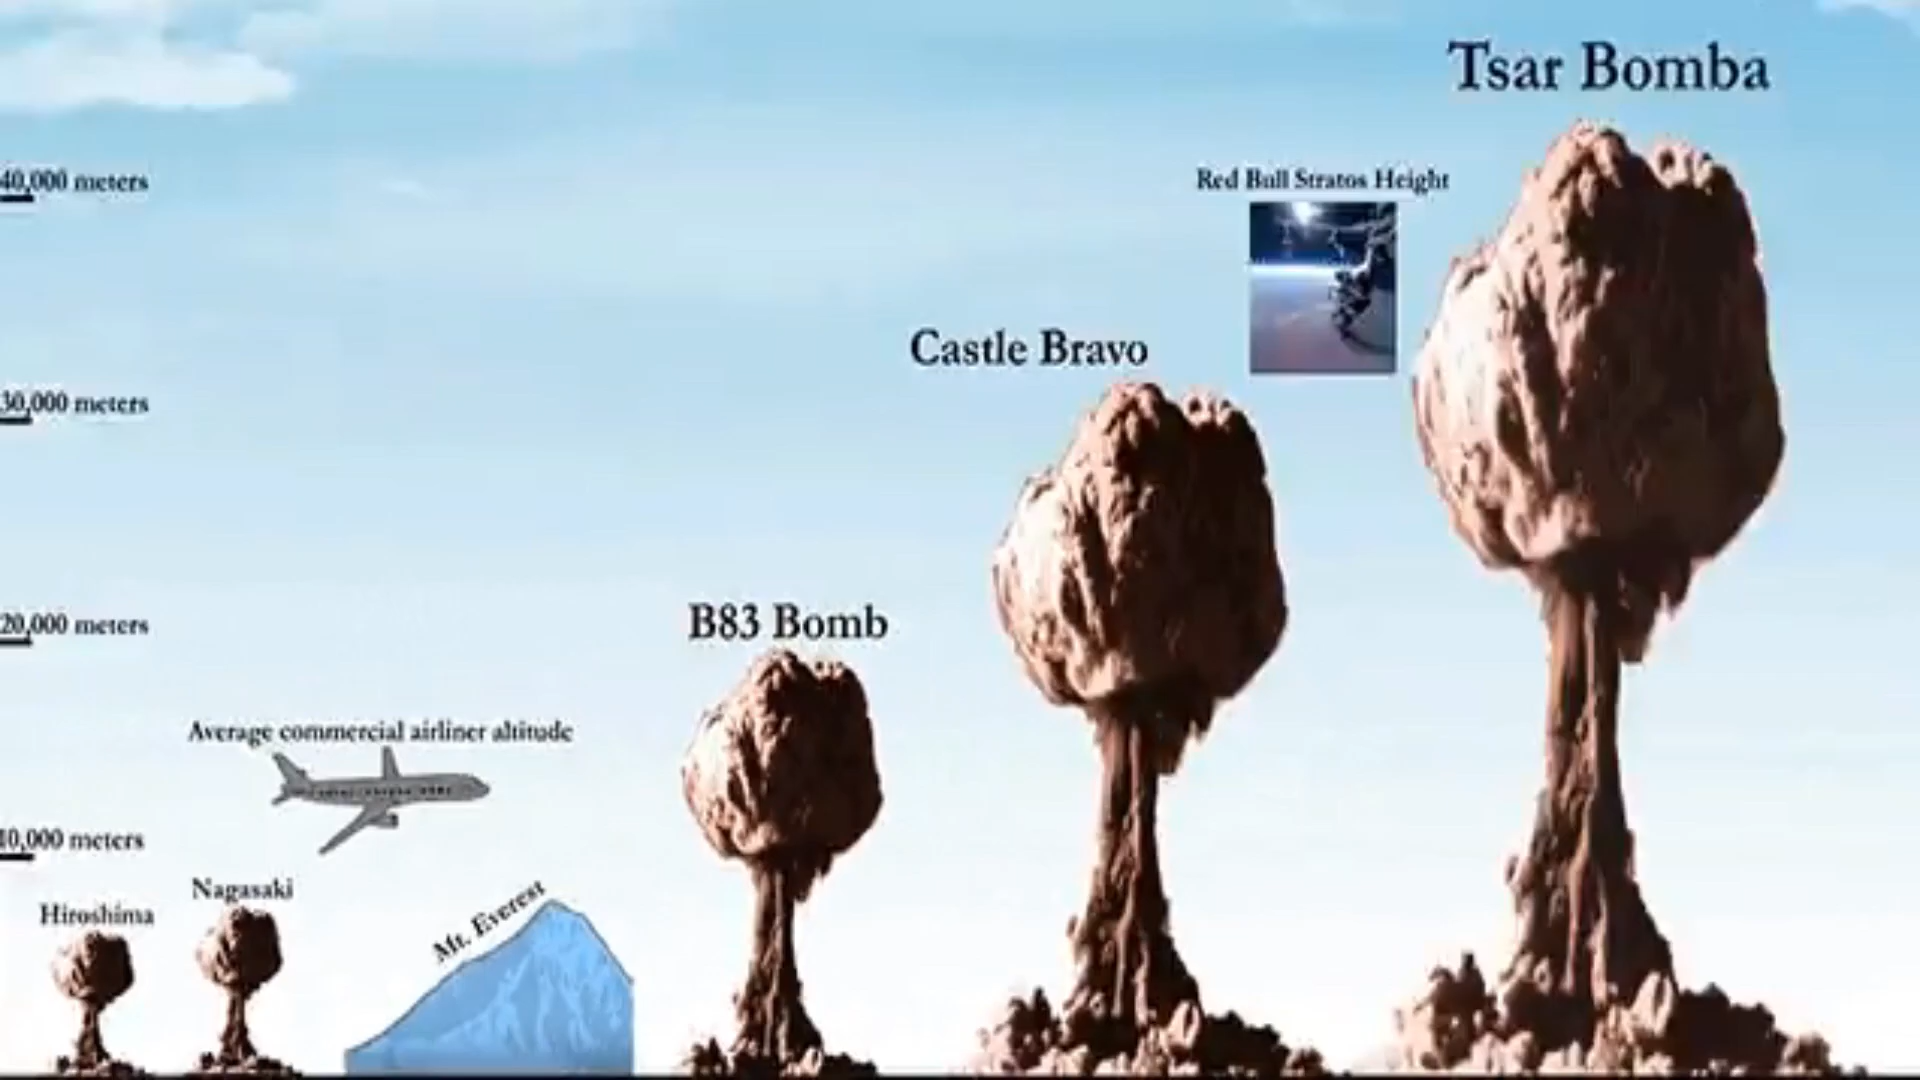 Tsar Bomba
40,000 meters
Red Bull Stratos Height
Castle Bravo
30,000 meters
B83 Bomb
20,000 meters
Average commercial airliner altitude
10,000 meters
Nagasaki
Mt. Everest
Hiroshima